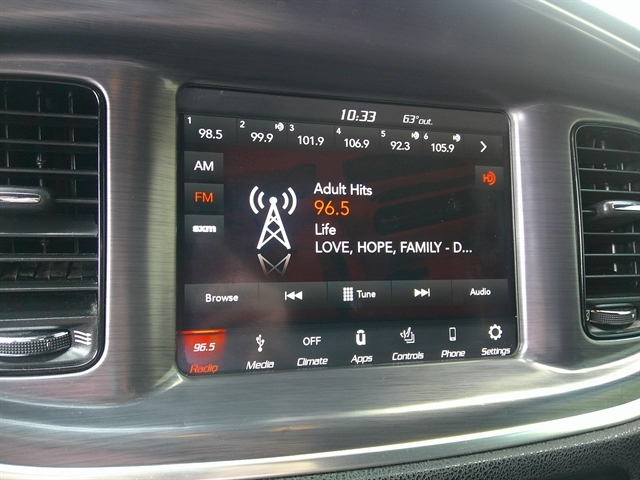 10:33 63°out.
1 98.5 2 99.9 3 101.9 4 106.9 5 92.3 6 105.9
AM
FM
sxm
Adult Hits
96.5
Life
LOVE, HOPE, FAMILY - D...
Browse Tune Audio
96.5 OFF
Radio Media Climate Apps Controls Phone Settings